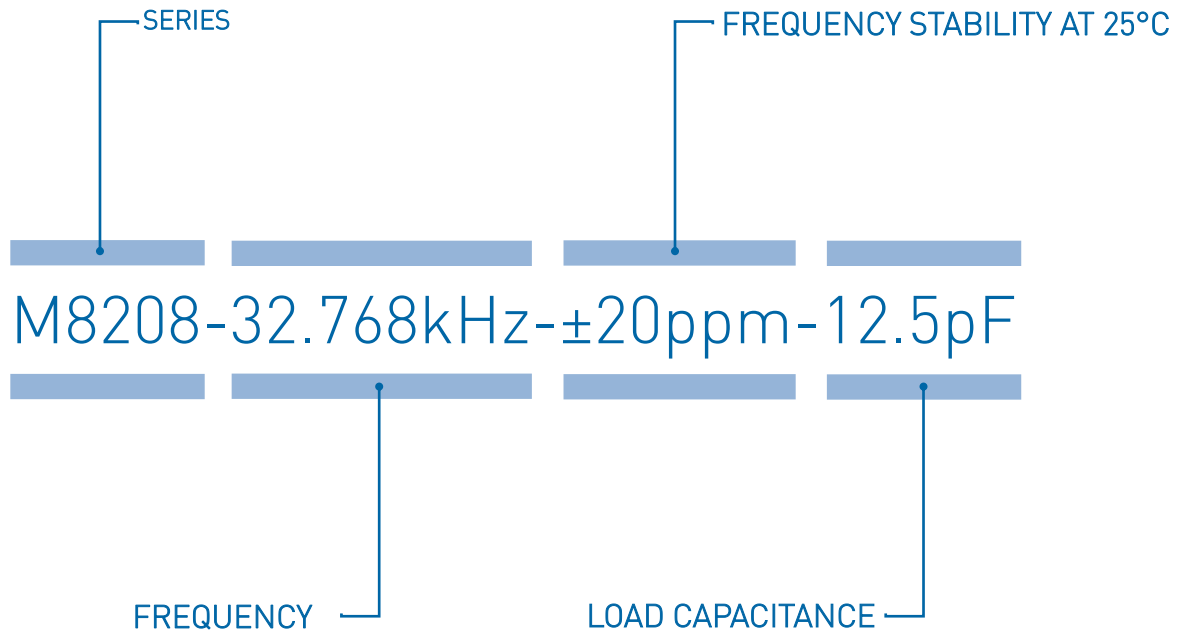 SERIES
FREQUENCY STABILITY AT 25°C
M8208-32.768kHz-±20ppm-12.5pF
FREQUENCY
LOAD CAPACITANCE